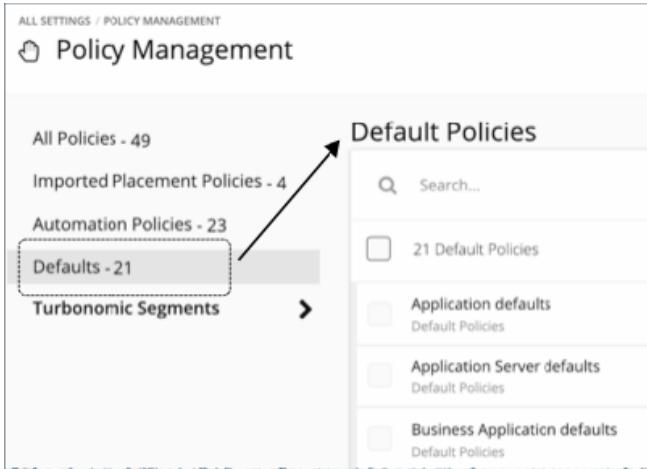 ALL SETTINGS / POLICY MANAGEMENT
Policy Management
All Policies - 49
Imported Placement Policies - 4
Automation Policies - 23
Defaults - 21
Turbonomic Segments
Default Policies
Search...
21 Default Policies
Application defaults
Default Policies
Application Server defaults
Default Policies
Business Application defaults
Default Policies